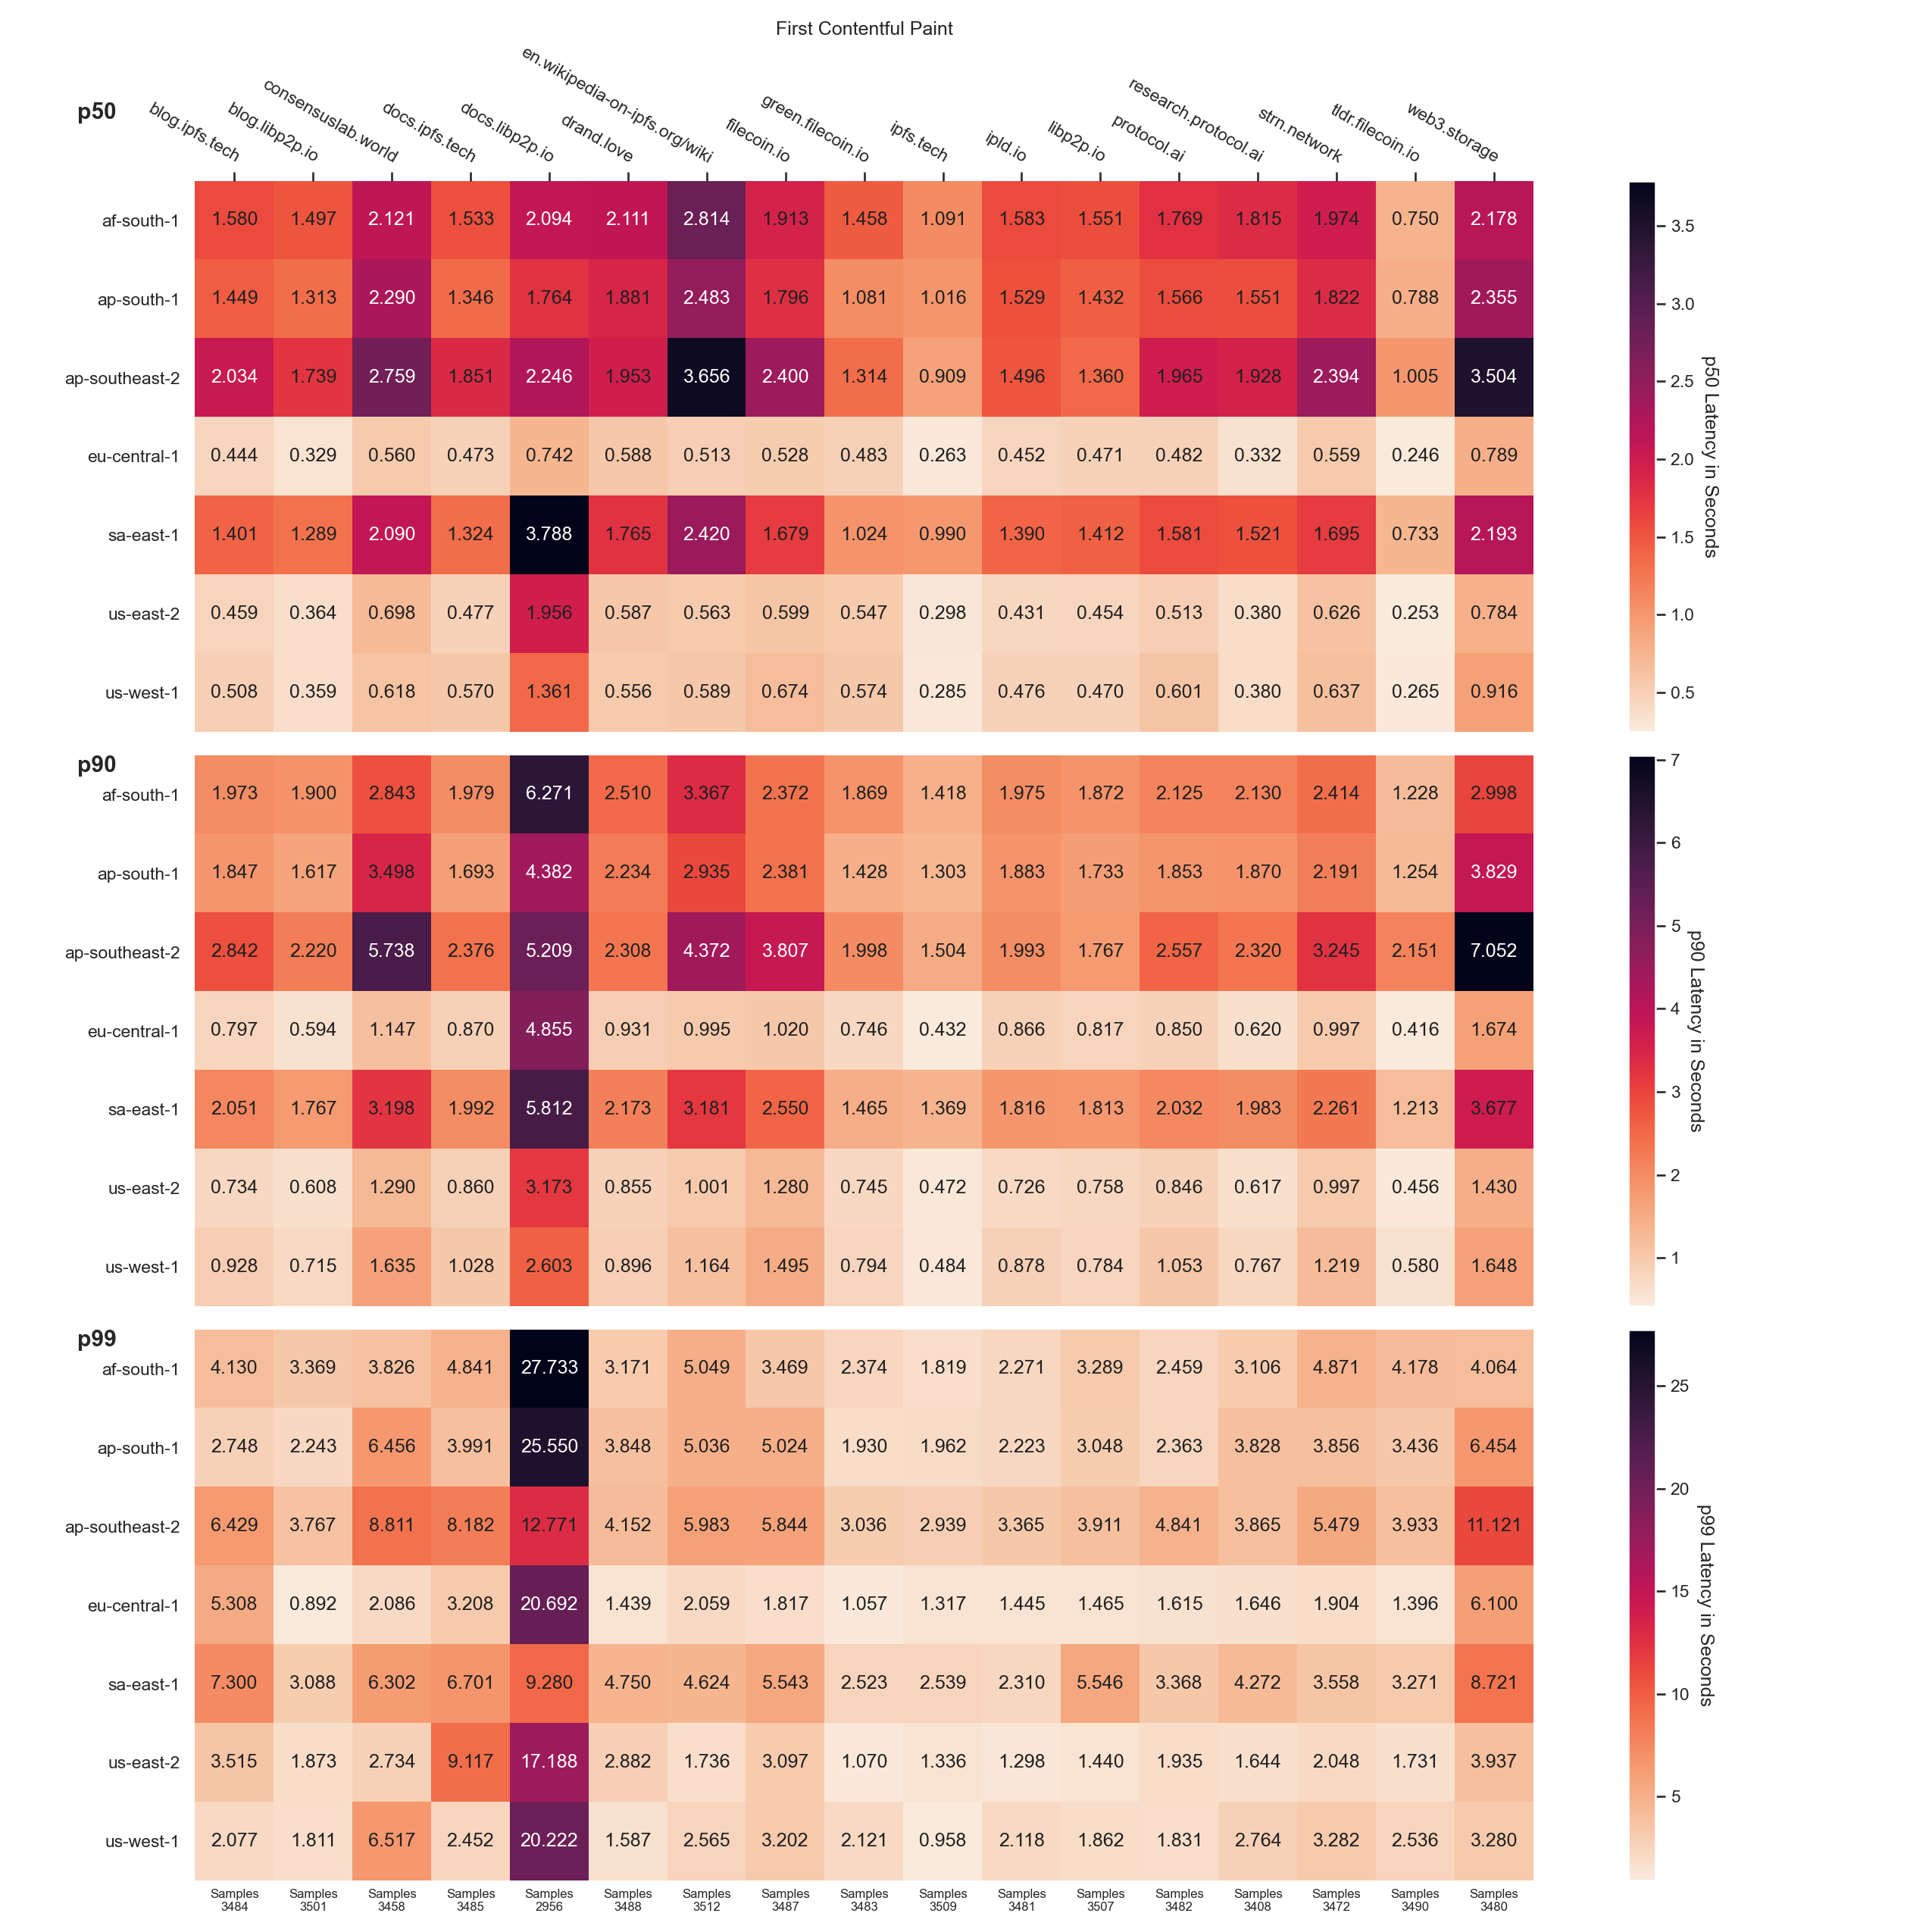 First Contentful Paint
p50
blog.ipfs.tech
blog.libp2p.io
consensuslab.world
docs.ipfs.tech
docs.libp2p.io
drand.love
en.wikipedia-on-ipfs.org/wiki
filecoin.io
green.filecoin.io
ipfs.tech
ipld.io
libp2p.io
protocol.ai
research.protocol.ai
strn.network
tldr.filecoin.io
web3.storage
af-south-1 1.580 1.497 2.121 1.533 2.094 2.111 2.814 1.913 1.458 1.091 1.583 1.551 1.769 1.815 1.974 0.750 2.178
ap-south-1 1.449 1.313 2.290 1.346 1.764 1.881 2.483 1.796 1.081 1.016 1.529 1.432 1.566 1.551 1.822 0.788 2.355
ap-southeast-2 2.034 1.739 2.759 1.851 2.246 1.953 3.656 2.400 1.314 0.909 1.496 1.360 1.965 1.928 2.394 1.005 3.504
eu-central-1 0.444 0.329 0.560 0.473 0.742 0.588 0.513 0.528 0.483 0.263 0.452 0.471 0.482 0.332 0.559 0.246 0.789
sa-east-1 1.401 1.289 2.090 1.324 3.788 1.765 2.420 1.679 1.024 0.990 1.390 1.412 1.581 1.521 1.695 0.733 2.193
us-east-2 0.459 0.364 0.698 0.477 1.956 0.587 0.563 0.599 0.547 0.298 0.431 0.454 0.513 0.380 0.626 0.253 0.784
us-west-1 0.508 0.359 0.618 0.570 1.361 0.556 0.589 0.674 0.574 0.285 0.476 0.470 0.601 0.380 0.637 0.265 0.916
3.5
3.0
2.5
2.0
1.5
1.0
0.5
p50 Latency in Seconds
p90
af-south-1 1.973 1.900 2.843 1.979 6.271 2.510 3.367 2.372 1.869 1.418 1.975 1.872 2.125 2.130 2.414 1.228 2.998
ap-south-1 1.847 1.617 3.498 1.693 4.382 2.234 2.935 2.381 1.428 1.303 1.883 1.733 1.853 1.870 2.191 1.254 3.829
ap-southeast-2 2.842 2.220 5.738 2.376 5.209 2.308 4.372 3.807 1.998 1.504 1.993 1.767 2.557 2.320 3.245 2.151 7.052
eu-central-1 0.797 0.594 1.147 0.870 4.855 0.931 0.995 1.020 0.746 0.432 0.866 0.817 0.850 0.620 0.997 0.416 1.674
sa-east-1 2.051 1.767 3.198 1.992 5.812 2.173 3.181 2.550 1.465 1.369 1.816 1.813 2.032 1.983 2.261 1.213 3.677
us-east-2 0.734 0.608 1.290 0.860 3.173 0.855 1.001 1.280 0.745 0.472 0.726 0.758 0.846 0.617 0.997 0.456 1.430
us-west-1 0.928 0.715 1.635 1.028 2.603 0.896 1.164 1.495 0.794 0.484 0.878 0.784 1.053 0.767 1.219 0.580 1.648
7
6
5
4
3
2
1
p90 Latency in Seconds
p99
af-south-1 4.130 3.369 3.826 4.841 27.733 3.171 5.049 3.469 2.374 1.819 2.271 3.289 2.459 3.106 4.871 4.178 4.064
ap-south-1 2.748 2.243 6.456 3.991 25.550 3.848 5.036 5.024 1.930 1.962 2.223 3.048 2.363 3.828 3.856 3.436 6.454
ap-southeast-2 6.429 3.767 8.811 8.182 12.771 4.152 5.983 5.844 3.036 2.939 3.365 3.911 4.841 3.865 5.479 3.933 11.121
eu-central-1 5.308 0.892 2.086 3.208 20.692 1.439 2.059 1.817 1.057 1.317 1.445 1.465 1.615 1.646 1.904 1.396 6.100
sa-east-1 7.300 3.088 6.302 6.701 9.280 4.750 4.624 5.543 2.523 2.539 2.310 5.546 3.368 4.272 3.558 3.271 8.721
us-east-2 3.515 1.873 2.734 9.117 17.188 2.882 1.736 3.097 1.070 1.336 1.298 1.440 1.935 1.644 2.048 1.731 3.937
us-west-1 2.077 1.811 6.517 2.452 20.222 1.587 2.565 3.202 2.121 0.958 2.118 1.862 1.831 2.764 3.282 2.536 3.280
25
20
15
10
5
p99 Latency in Seconds
Samples Samples Samples Samples Samples Samples Samples Samples Samples Samples Samples Samples Samples Samples Samples Samples Samples
3484 3501 3458 3485 2956 3488 3512 3487 3483 3509 3481 3507 3482 3408 3472 3490 3480